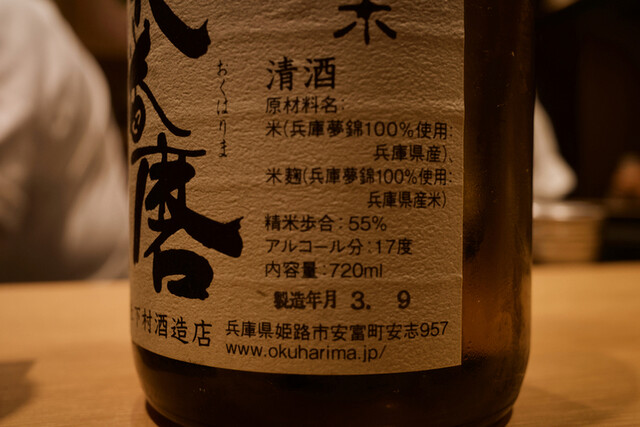 播磨
おくはりま
清酒
原材料名:
米(兵庫夢錦100%使用:
兵庫県産)、
米麹(兵庫夢錦100%使用:
兵庫県産米)
精米歩合:55%
アルコール分:17度
内容量:720ml
製造年月 3. 9
下村酒造店
兵庫県姫路市安富町安志957
www.okuharima.jp/